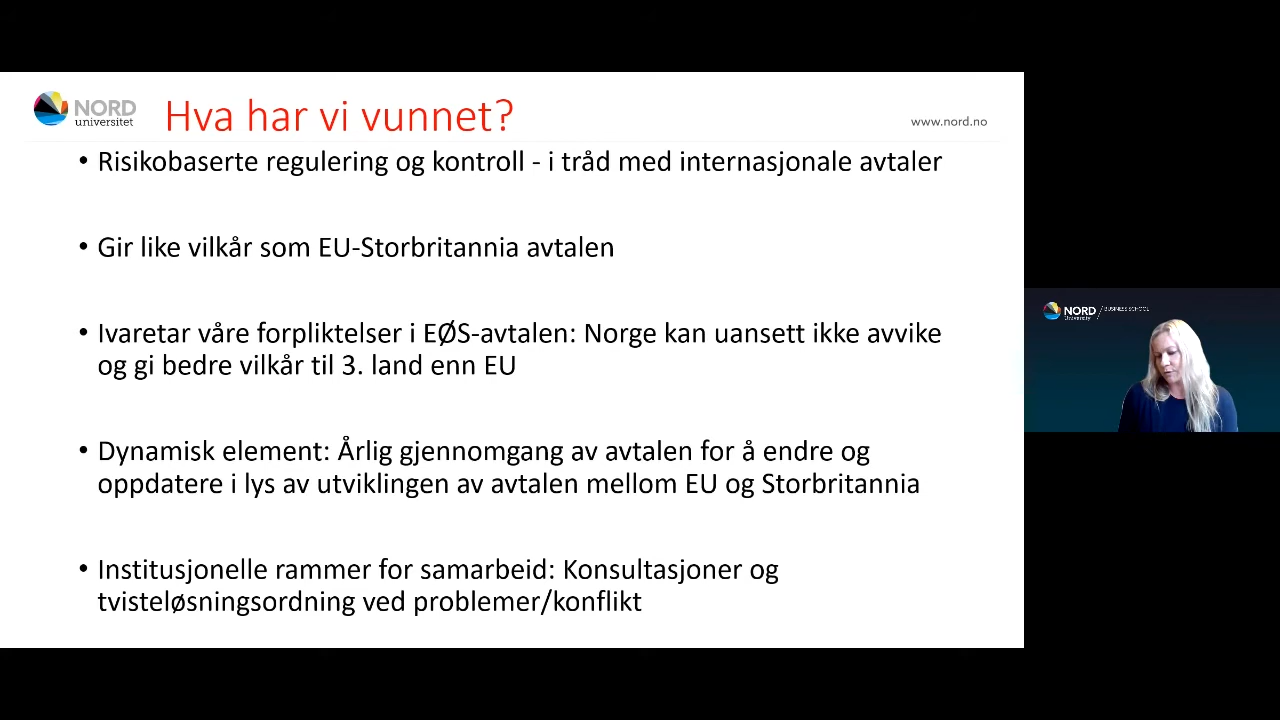 NORD
universitet
Hva har vi vunnet?
www.nord.no
• Risikobaserte regulering og kontroll - i tråd med internasjonale avtaler
• Gir like vilkår som EU-Storbritannia avtalen
• Ivaretar våre forpliktelser i EØS-avtalen: Norge kan uansett ikke avvike
og gi bedre vilkår til 3. land enn EU
• Dynamisk element: Årlig gjennomgang av avtalen for å endre og
oppdatere i lys av utviklingen av avtalen mellom EU og Storbritannia
• Institusjonelle rammer for samarbeid: Konsultasjoner og
tvisteløsningsordning ved problemer/konflikt
NORD / BUSINESS SCHOOL
University